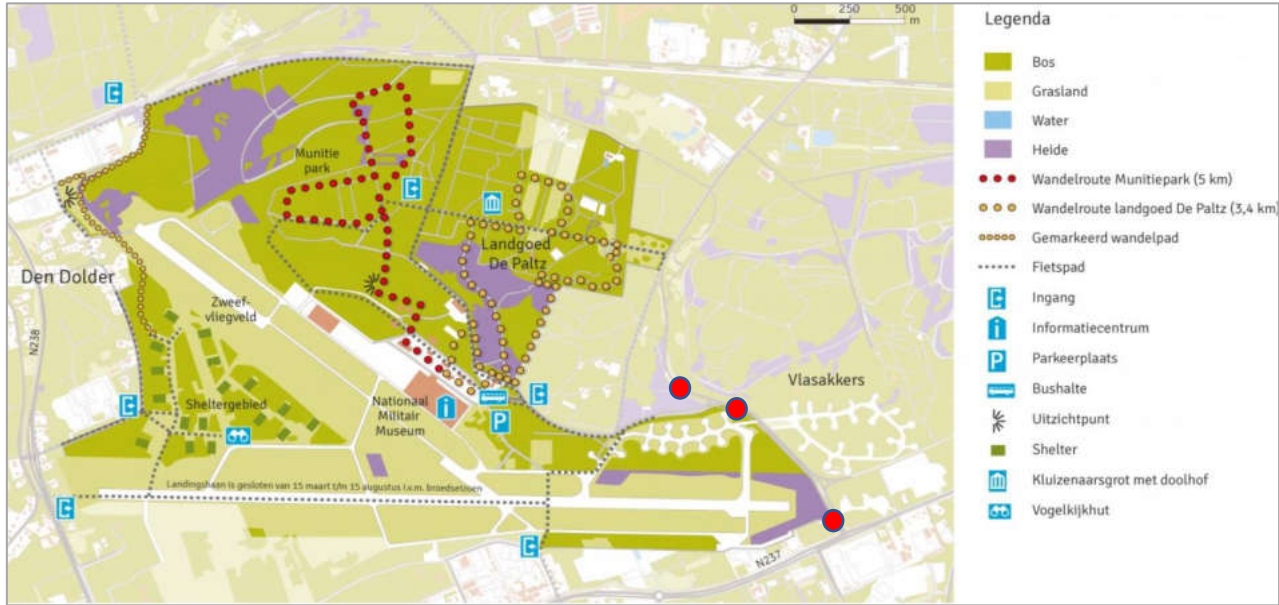 0 250 500
m
Munitie
park
Landgoed
De Paltz
Den Dolder
Zweef-
vliegveld
N238
Vlasakkers
Sheltergebied
Nationaal
Militair
Museum
Landingsbaan is gesloten van 15 maart t/m 15 augustus i.v.m. broedseizoen
N237
Legenda
Bos
Grasland
Water
Heide
Wandelroute Munitiepark (5 km)
Wandelroute landgoed De Paltz (3,4 km)
Gemarkeerd wandelpad
Fietspad
Ingang
i Informatiecentrum
P Parkeerplaats
Bushalte
Uitzichtpunt
Shelter
Kluizenaarsgrot met doolhof
Vogelkijkhut